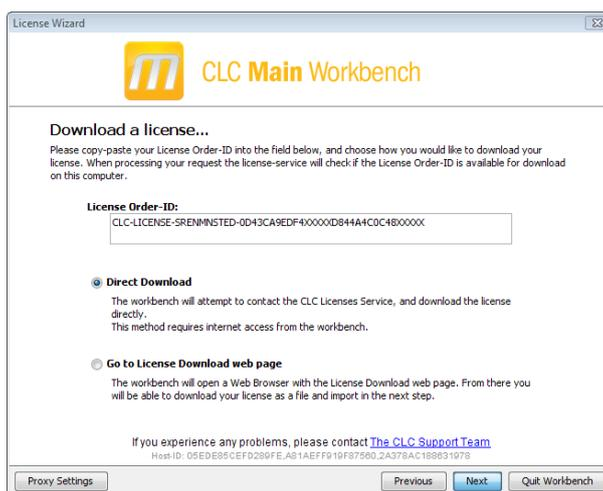 License Wizard
CLC Main Workbench
Download a license...
Please copy-paste your License Order-ID into the field below, and choose how you would like to download your
license. When processing your request the license-service will check if the License Order-ID is available for download
on this computer.
License Order-ID:
CLC-LICENSE-SRENMNSTED-0D43CA9EDF4XXXXXD844A4C0C48XXXXX
Direct Download
The workbench will attempt to contact the CLC Licenses Service, and download the license
directly.
This method requires internet access from the workbench.
Go to License Download web page
The workbench will open a Web Browser with the License Download web page. From there you
will be able to download your license as a file and import in the next step.
If you experience any problems, please contact The CLC Support Team
Host-ID: 05EDE85CEFD289FE,A81AEFF919F87560,2A378AC188631978
Proxy Settings Previous Next Quit Workbench